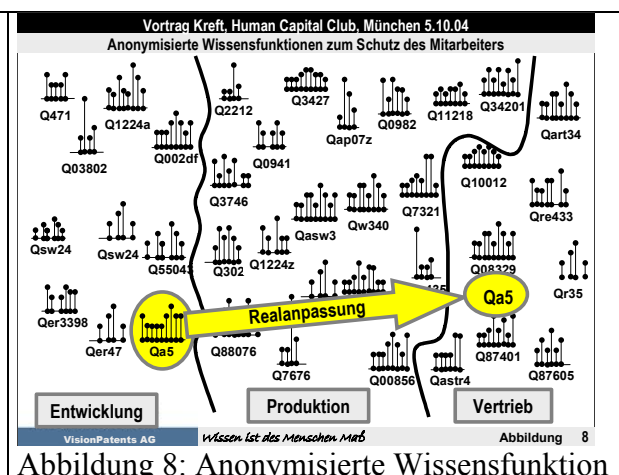 Vortrag Kreft, Human Capital Club, München 5.10.04
Anonymisierte Wissensfunktionen zum Schutz des Mitarbeiters
Q471
Q1224a
Q03802
Q002df
Q2212
Q3427
Qap07z
Q0982
Q11218
Q34201
Qart34
Q0941
Q3746
Q10012
Qasw3
Qw340
Q7321
Qre433
Qsw24
Qsw24
Q55043
Q302
Q1224z
Q08329
Qr35
Qer3398
Qer47
Qa5
Realanpassung
Qa5
Q88076
Q7676
Q00856
Qastr4
Q87401
Q87605
Entwicklung
Produktion
Vertrieb
VisionPatents AG
Wissen ist des Menschen Maß
Abbildung 8
Abbildung 8: Anonymisierte Wissensfunktion